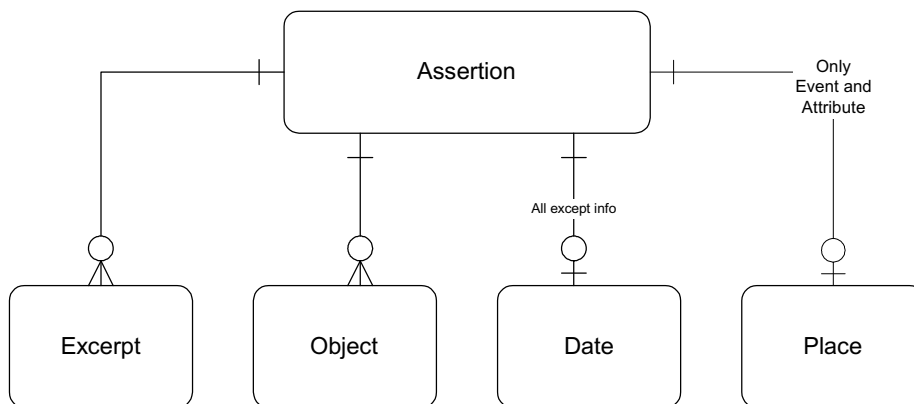 Assertion
Only
Event and
Attribute
All except info
Excerpt
Object
Date
Place